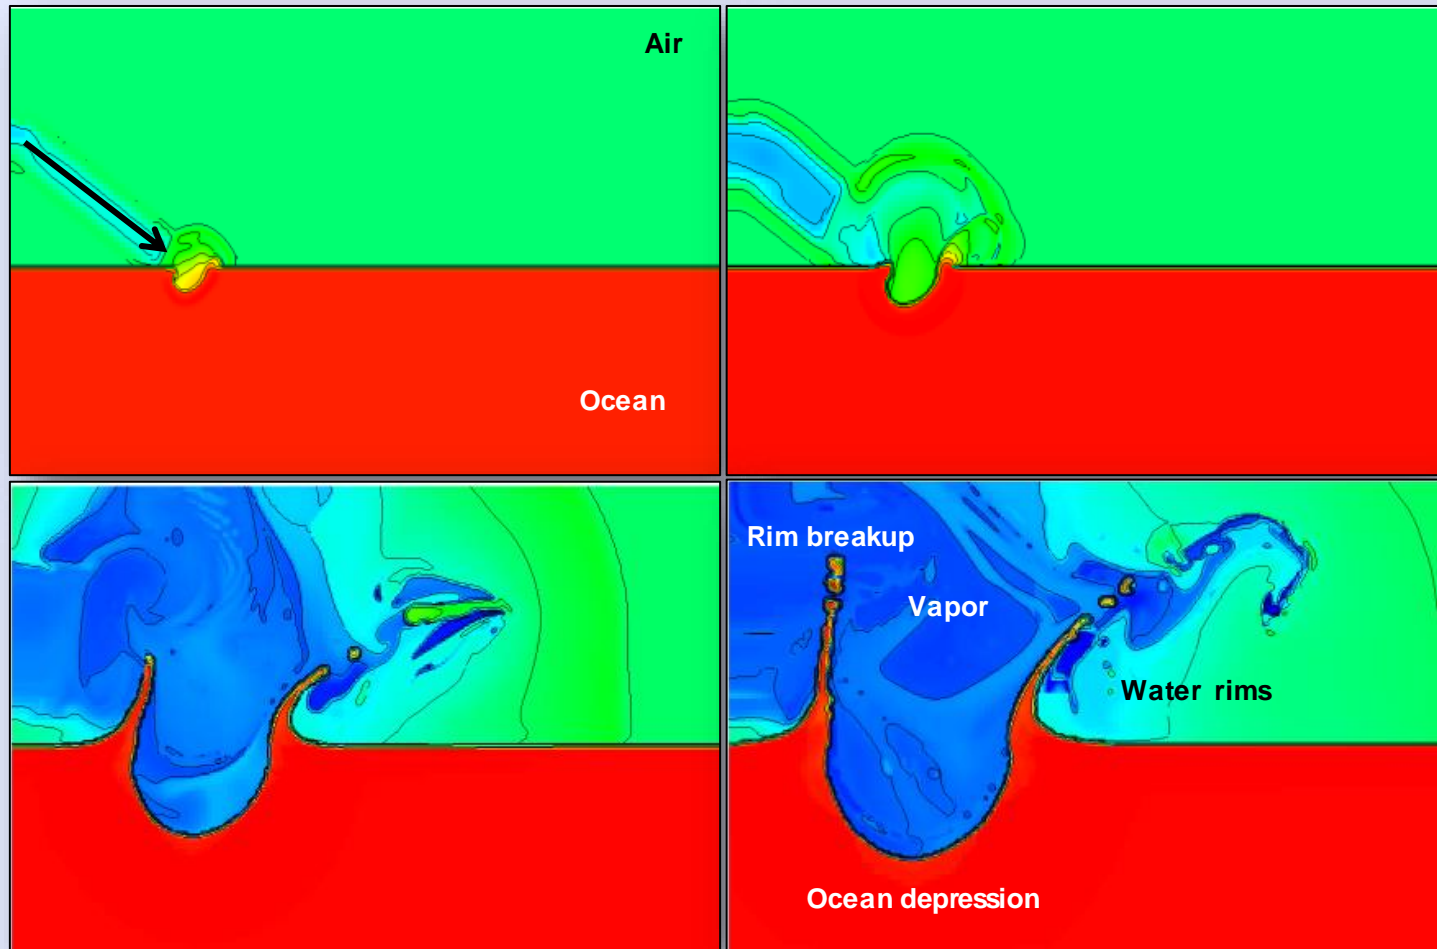 Air
Ocean
Rim breakup
Vapor
Water rims
Ocean depression